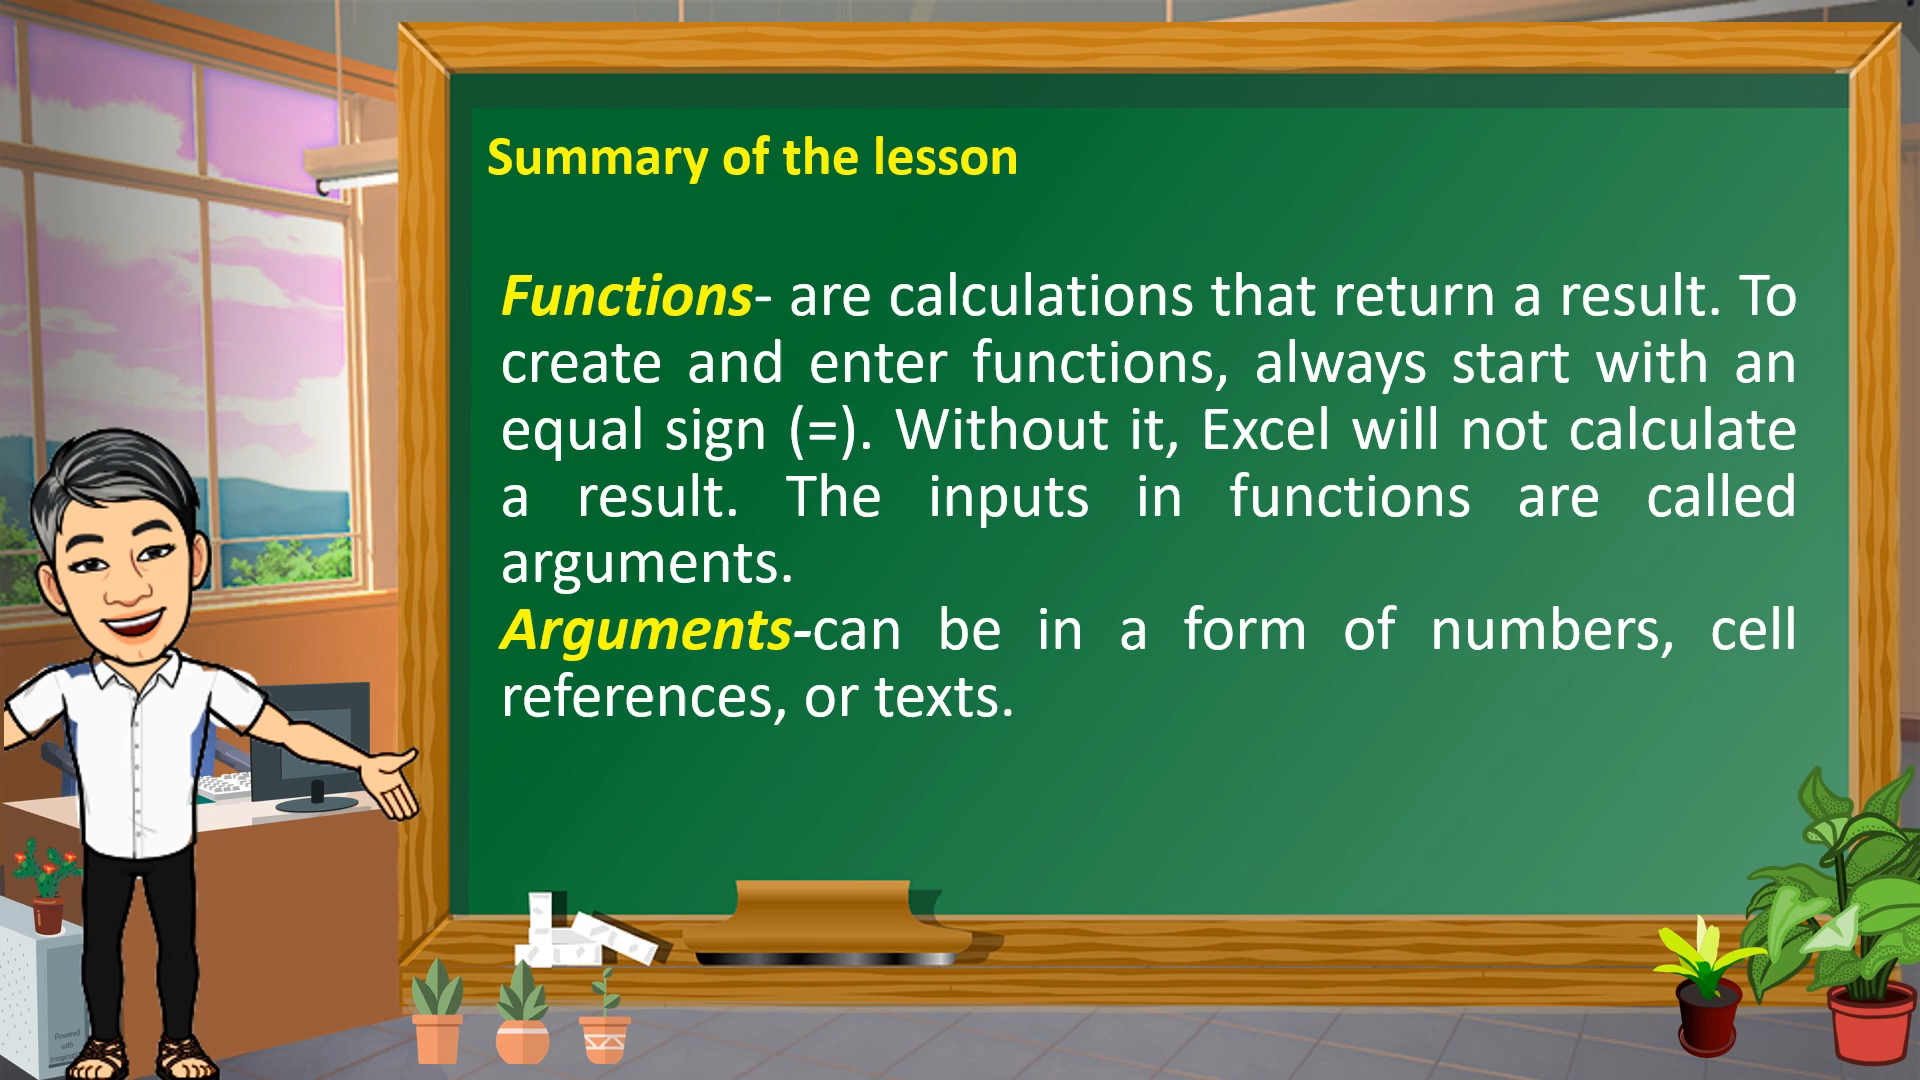 Summary of the lesson
Functions- are calculations that return a result. To
create and enter functions, always start with an
equal sign (=). Without it, Excel will not calculate
a result. The inputs in functions are called
arguments.
Arguments-can be in a form of numbers, cell
references, or texts.
Powered
with